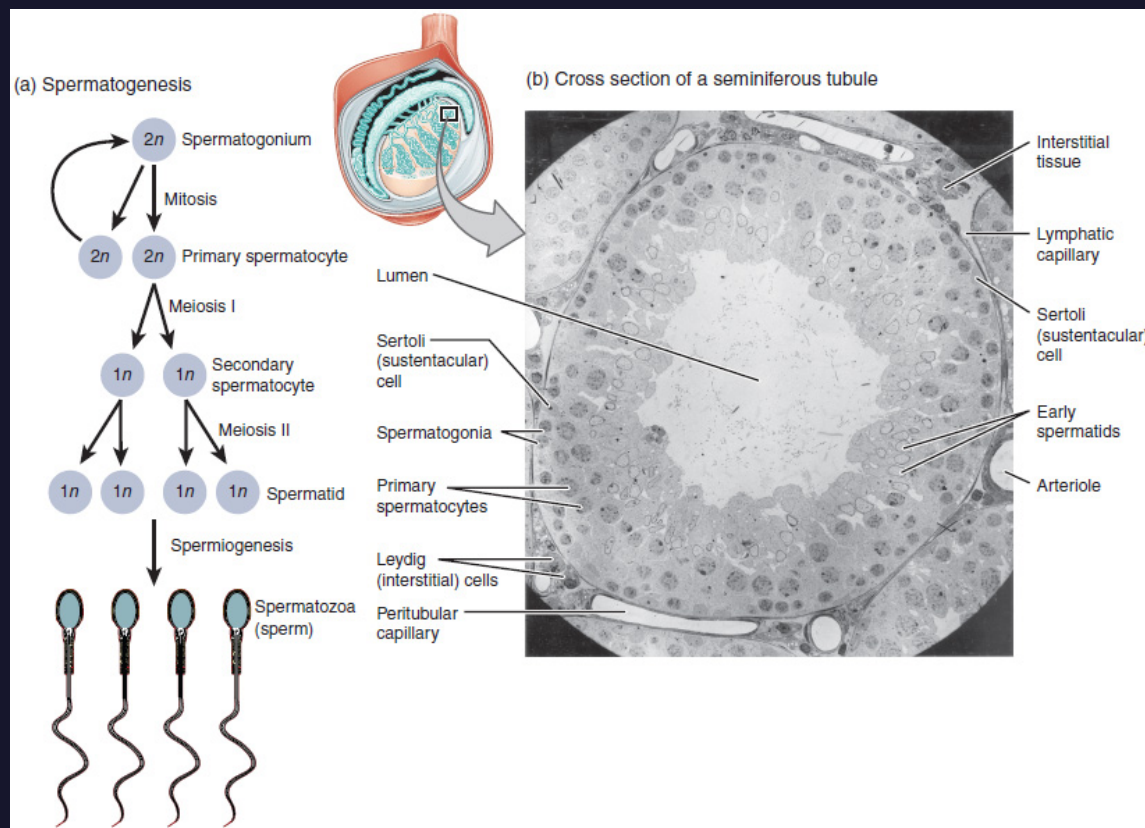 (a) Spermatogenesis
2n
Spermatogonium
Mitosis
2n
2n
Primary spermatocyte
Meiosis I
1n
1n
Secondary
spermatocyte
Meiosis II
1n
1n
1n
1n
Spermatid
Spermiogenesis
Spermatozoa
(sperm)
(b) Cross section of a seminiferous tubule
Lumen
Sertoli
(sustentacular)
cell
Spermatogonia
Primary
spermatocytes
Leydig
(interstitial) cells
Peritubular
capillary
Interstitial
tissue
Lymphatic
capillary
Sertoli
(sustentacular)
cell
Early
spermatids
Arteriole